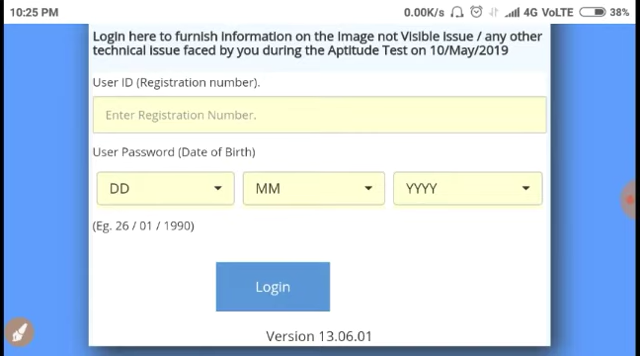 10:25 PM 0.00K/s 4G VoLTE 38%
Login here to furnish information on the Image not Visible Issue / any other
technical issue faced by you during the Aptitude Test on 10/May/2019
User ID (Registration number).
Enter Registration Number.
User Password (Date of Birth)
DD MM YYYY
(Eg. 26 / 01 / 1990)
Login
Version 13.06.01